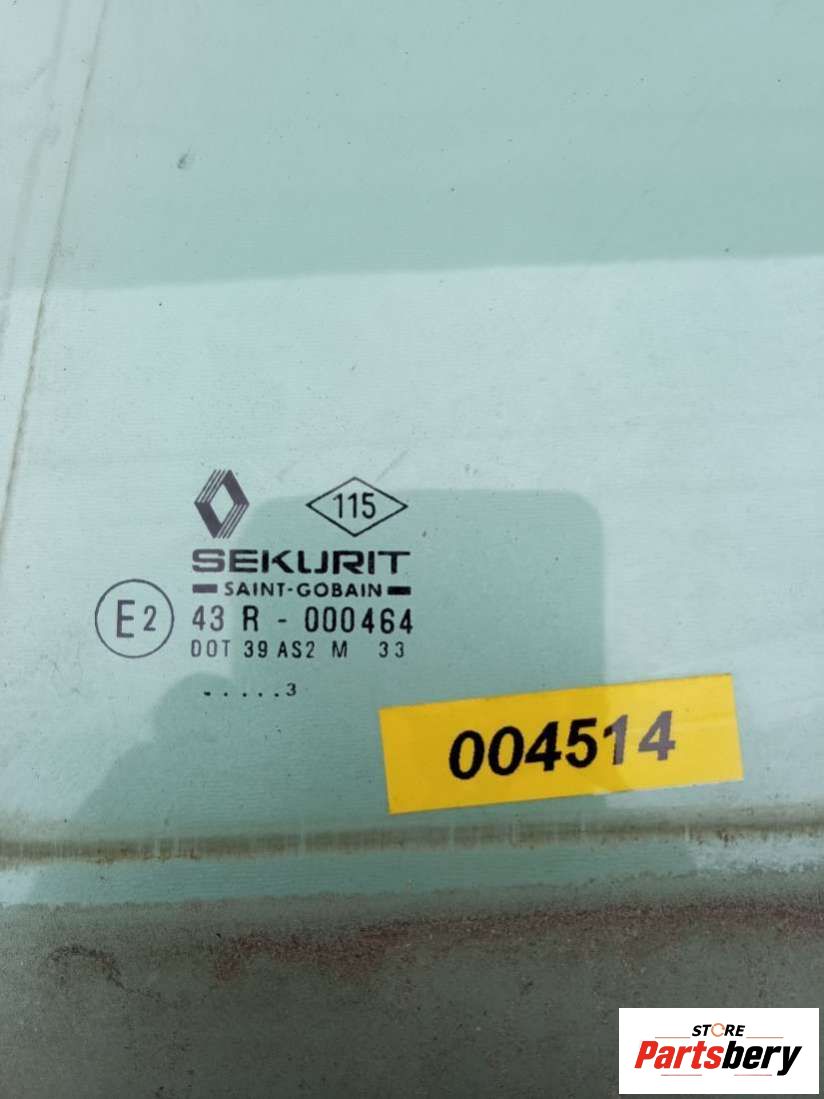 115
SEKURIT
SAINT-GOBAIN
E2 43 R - 000464
DOT 39 AS2 M 33
. . . . . 3
004514
STORE
Partsbery